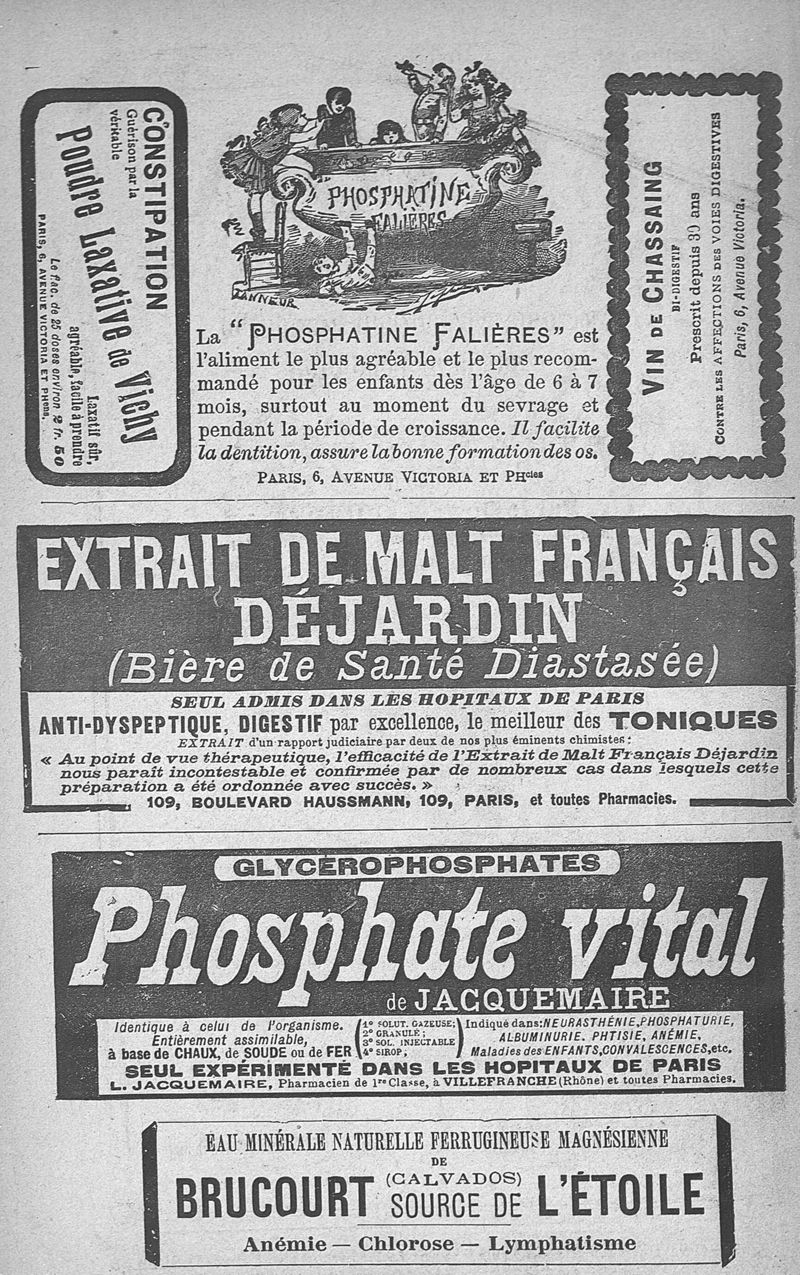 CONSTIPATION
Guérison par la
véritable
Poudre Laxative de Vichy
Laxatif sûr,
agréable, facile à prendre
Le flac. de 25 doses environ 2 fr. 50
PARIS, 6, AVENUE VICTORIA ET PHcies.
PHOSPHATINE
FALIÈRES
La “PHOSPHATINE FALIÈRES” est
l'aliment le plus agréable et le plus recom-
mandé pour les enfants dès l'âge de 6 à 7
mois, surtout au moment du sevrage et
pendant la période de croissance. Il facilite
la dentition, assure la bonne formation des os.
PARIS, 6, AVENUE VICTORIA ET PHcies
VIN DE CHASSAING
BI-DIGESTIF
Prescrit depuis 30 ans
CONTRE LES AFFECTIONS DES VOIES DIGESTIVES
Paris, 6, Avenue Victoria.
EXTRAIT DE MALT FRANÇAIS
DÉJARDIN
(Bière de Santé Diastasée)
SEUL ADMIS DANS LES HOPITAUX DE PARIS
ANTI-DYSPEPTIQUE, DIGESTIF par excellence, le meilleur des TONIQUES
EXTRAIT d'un rapport judiciaire par deux de nos plus éminents chimistes:
« Au point de vue thérapeutique, l'efficacité de l'Extrait de Malt Français Déjardin
nous paraît incontestable et confirmée par de nombreux cas dans lesquels cette
préparation a été ordonnée avec succès. »
109, BOULEVARD HAUSSMANN, 109, PARIS, et toutes Pharmacies.
GLYCÉROPHOSPHATES
Phosphate vital
de JACQUEMAIRE
Identique à celui de l'organisme.
Entièrement assimilable,
à base de CHAUX, de SOUDE ou de FER
1° SOLUT. GAZEUSE;
2° GRANULÉ;
3° SOL. INJECTABLE
4° SIROP,
Indiqué dans: NEURASTHÉNIE, PHOSPHATURIE,
ALBUMINURIE. PHTISIE, ANÉMIE,
Maladies des ENFANTS, CONVALESCENCES, etc.
SEUL EXPÉRIMENTÉ DANS LES HOPITAUX DE PARIS
L. JACQUEMAIRE, Pharmacien de 1re Classe, à VILLEFRANCHE (Rhône) et toutes Pharmacies.
EAU MINÉRALE NATURELLE FERRUGINEUSE MAGNÉSIENNE
DE
BRUCOURT (CALVADOS) SOURCE DE L'ÉTOILE
Anémie — Chlorose — Lymphatisme